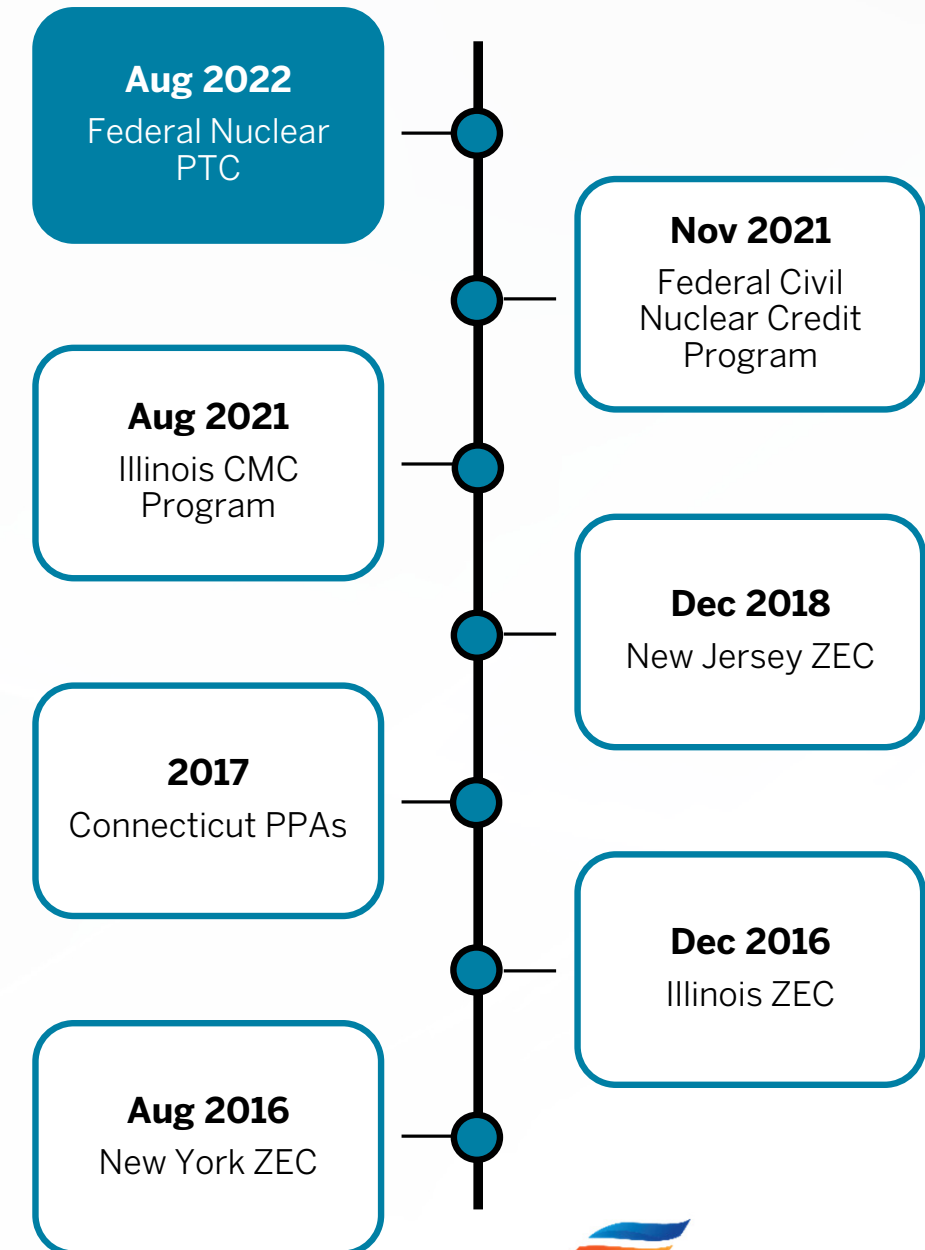 Aug 2022
Federal Nuclear
PTC
Nov 2021
Federal Civil
Nuclear Credit
Program
Aug 2021
Illinois CMC
Program
Dec 2018
New Jersey ZEC
2017
Connecticut PPAs
Dec 2016
Illinois ZEC
Aug 2016
New York ZEC